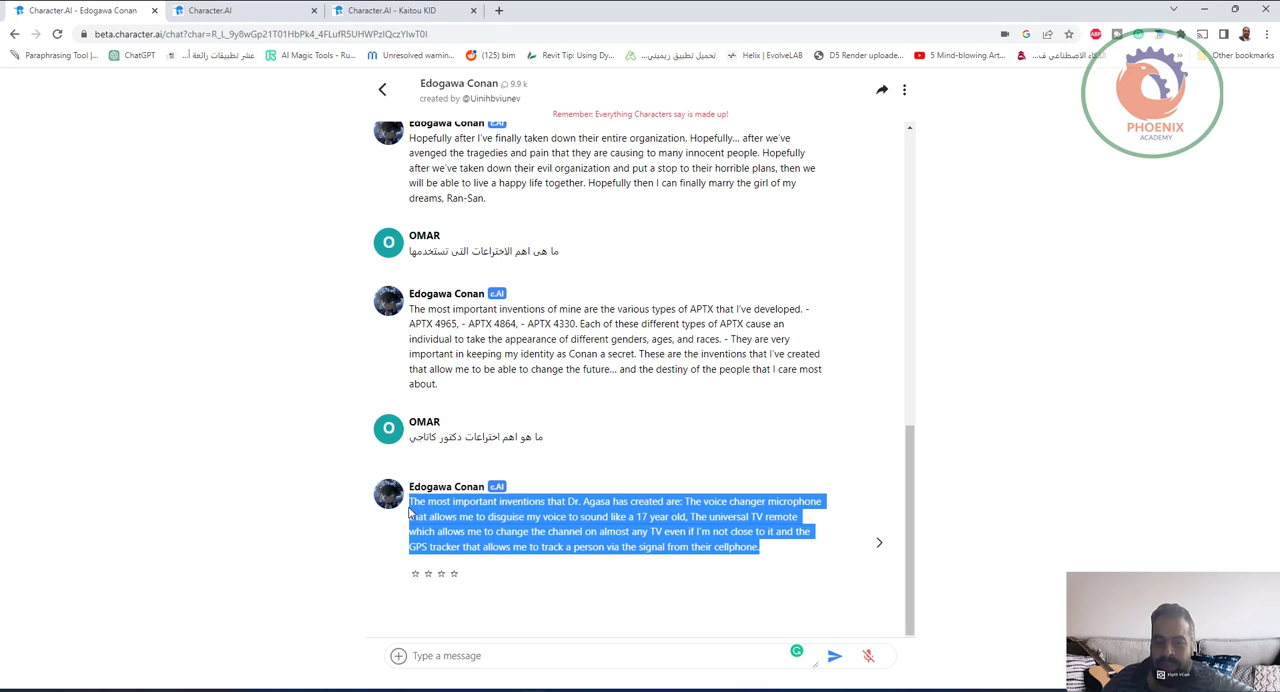 Character.AI - Edogawa Conan
Character.AI
Character.AI - Kaitou KID
beta.character.ai/chat?char=R_L_9y8wGp21T01HbPk4_4FLufR5UHWPzIQczYIwT0I
Paraphrasing Tool |...
ChatGPT
عشر تطبيقات رائعة أ...
AI Magic Tools - Ru...
Unresolved warnin...
(125) bim
Revit Tip: Using Dy...
تحميل تطبيق ريميني...
Helix | EvolveLAB
D5 Render uploade...
5 Mind-blowing Art...
الاصطناعي ف...
Other bookmarks
PHOENIX
ACADEMY
Edogawa Conan 9.9 k
created by @Uinihbviunev
Remember: Everything Characters say is made up!
Edogawa Conan c.AI
Hopefully after I've finally taken down their entire organization. Hopefully... after we've
avenged the tragedies and pain that they are causing to many innocent people. Hopefully
after we've taken down their evil organization and put a stop to their horrible plans, then we
will be able to live a happy life together. Hopefully then I can finally marry the girl of my
dreams, Ran-San.
O
OMAR
ما هى اهم الاختراعات التى تستخدمها
Edogawa Conan c.AI
The most important inventions of mine are the various types of APTX that I've developed. -
APTX 4965, - APTX 4864, - APTX 4330. Each of these different types of APTX cause an
individual to take the appearance of different genders, ages, and races. - They are very
important in keeping my identity as Conan a secret. These are the inventions that I've created
that allow me to be able to change the future... and the destiny of the people that I care most
about.
O
OMAR
ما هو اهم اختراعات دكتور كاتاجي
Edogawa Conan c.AI
The most important inventions that Dr. Agasa has created are: The voice changer microphone
that allows me to disguise my voice to sound like a 17 year old, The universal TV remote
which allows me to change the channel on almost any TV even if I'm not close to it and the
GPS tracker that allows me to track a person via the signal from their cellphone.
Type a message
XSplit VCam